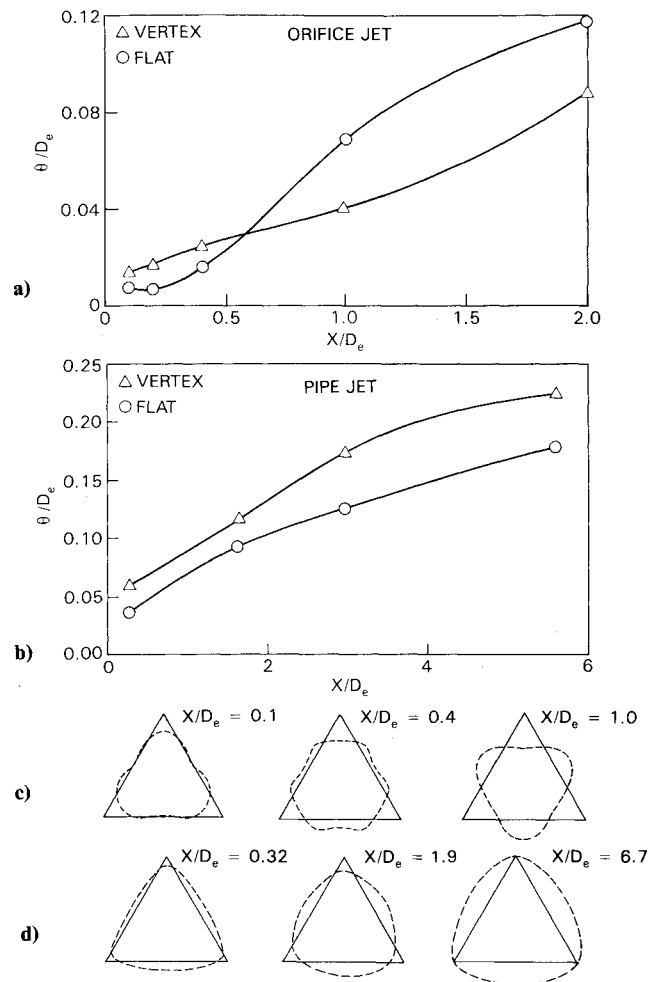 0.12
△ VERTEX
○ FLAT
ORIFICE JET
0.08
θ/De
0.04
a)
0
0
0.5
1.0
1.5
2.0
X/De
0.25
△ VERTEX
○ FLAT
PIPE JET
0.20
0.15
θ/De
0.10
0.05
b)
0.00
0
2
4
6
X/De
X/De = 0.1
X/De = 0.4
X/De = 1.0
c)
X/De = 0.32
X/De = 1.9
X/De = 6.7
d)